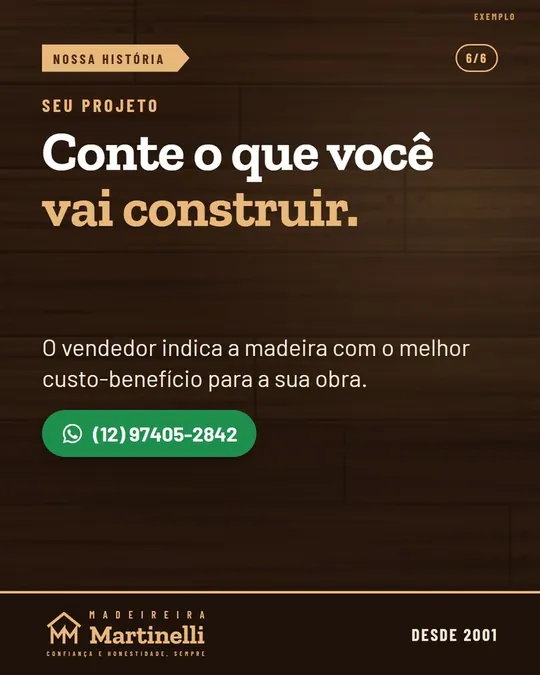 EXEMPLO
NOSSA HISTÓRIA
6/6
SEU PROJETO
Conte o que você
vai construir.
O vendedor indica a madeira com o melhor
custo-benefício para a sua obra.
(12) 97405-2842
MADEIREIRA
Martinelli
CONFIANÇA E HONESTIDADE, SEMPRE
DESDE 2001